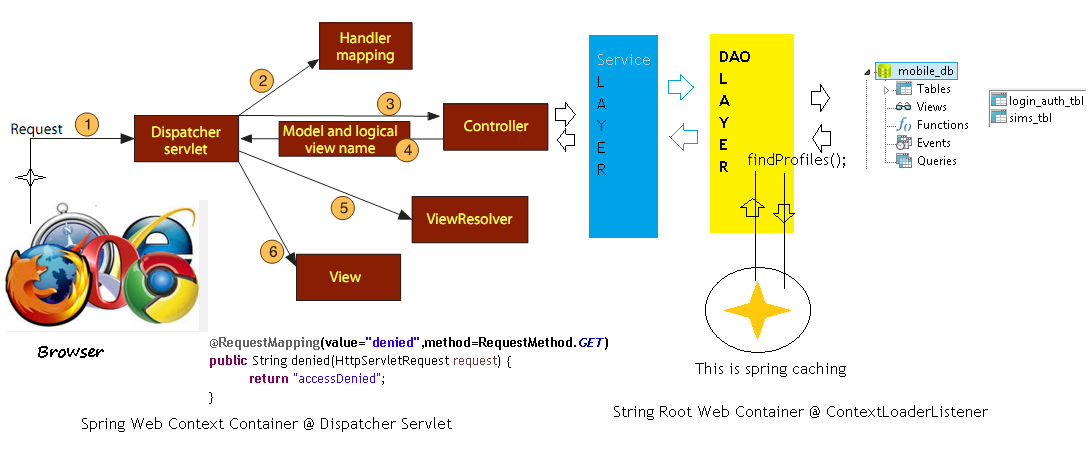 Request
1
2
3
4
5
6
Handler
mapping
Dispatcher
servlet
Model and logical
view name
Controller
ViewResolver
View
Browser
@RequestMapping(value="denied",method=RequestMethod.GET)
public String denied(HttpServletRequest request) {
return "accessDenied";
}
Spring Web Context Container @ Dispatcher Servlet
Service
L
A
Y
E
R
DAO
L
A
Y
E
R
findProfiles();
mobile_db
Tables
Views
f() Functions
Events
Queries
login_auth_tbl
sims_tbl
This is spring caching
String Root Web Container @ ContextLoaderListener